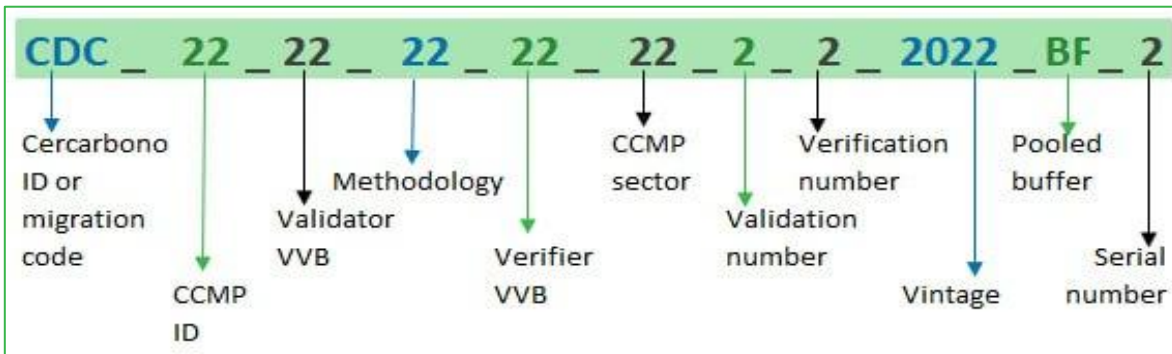 CDC _ 22 _ 22 _ 22 _ 22 _ 22 _ 2 _ 2 _ 2022 _ BF _ 2
Cercarbono
ID or
migration
code
CCMP
ID
Validator
VVB
Methodology
Verifier
VVB
CCMP
sector
Validation
number
Verification
number
Vintage
Pooled
buffer
Serial
number